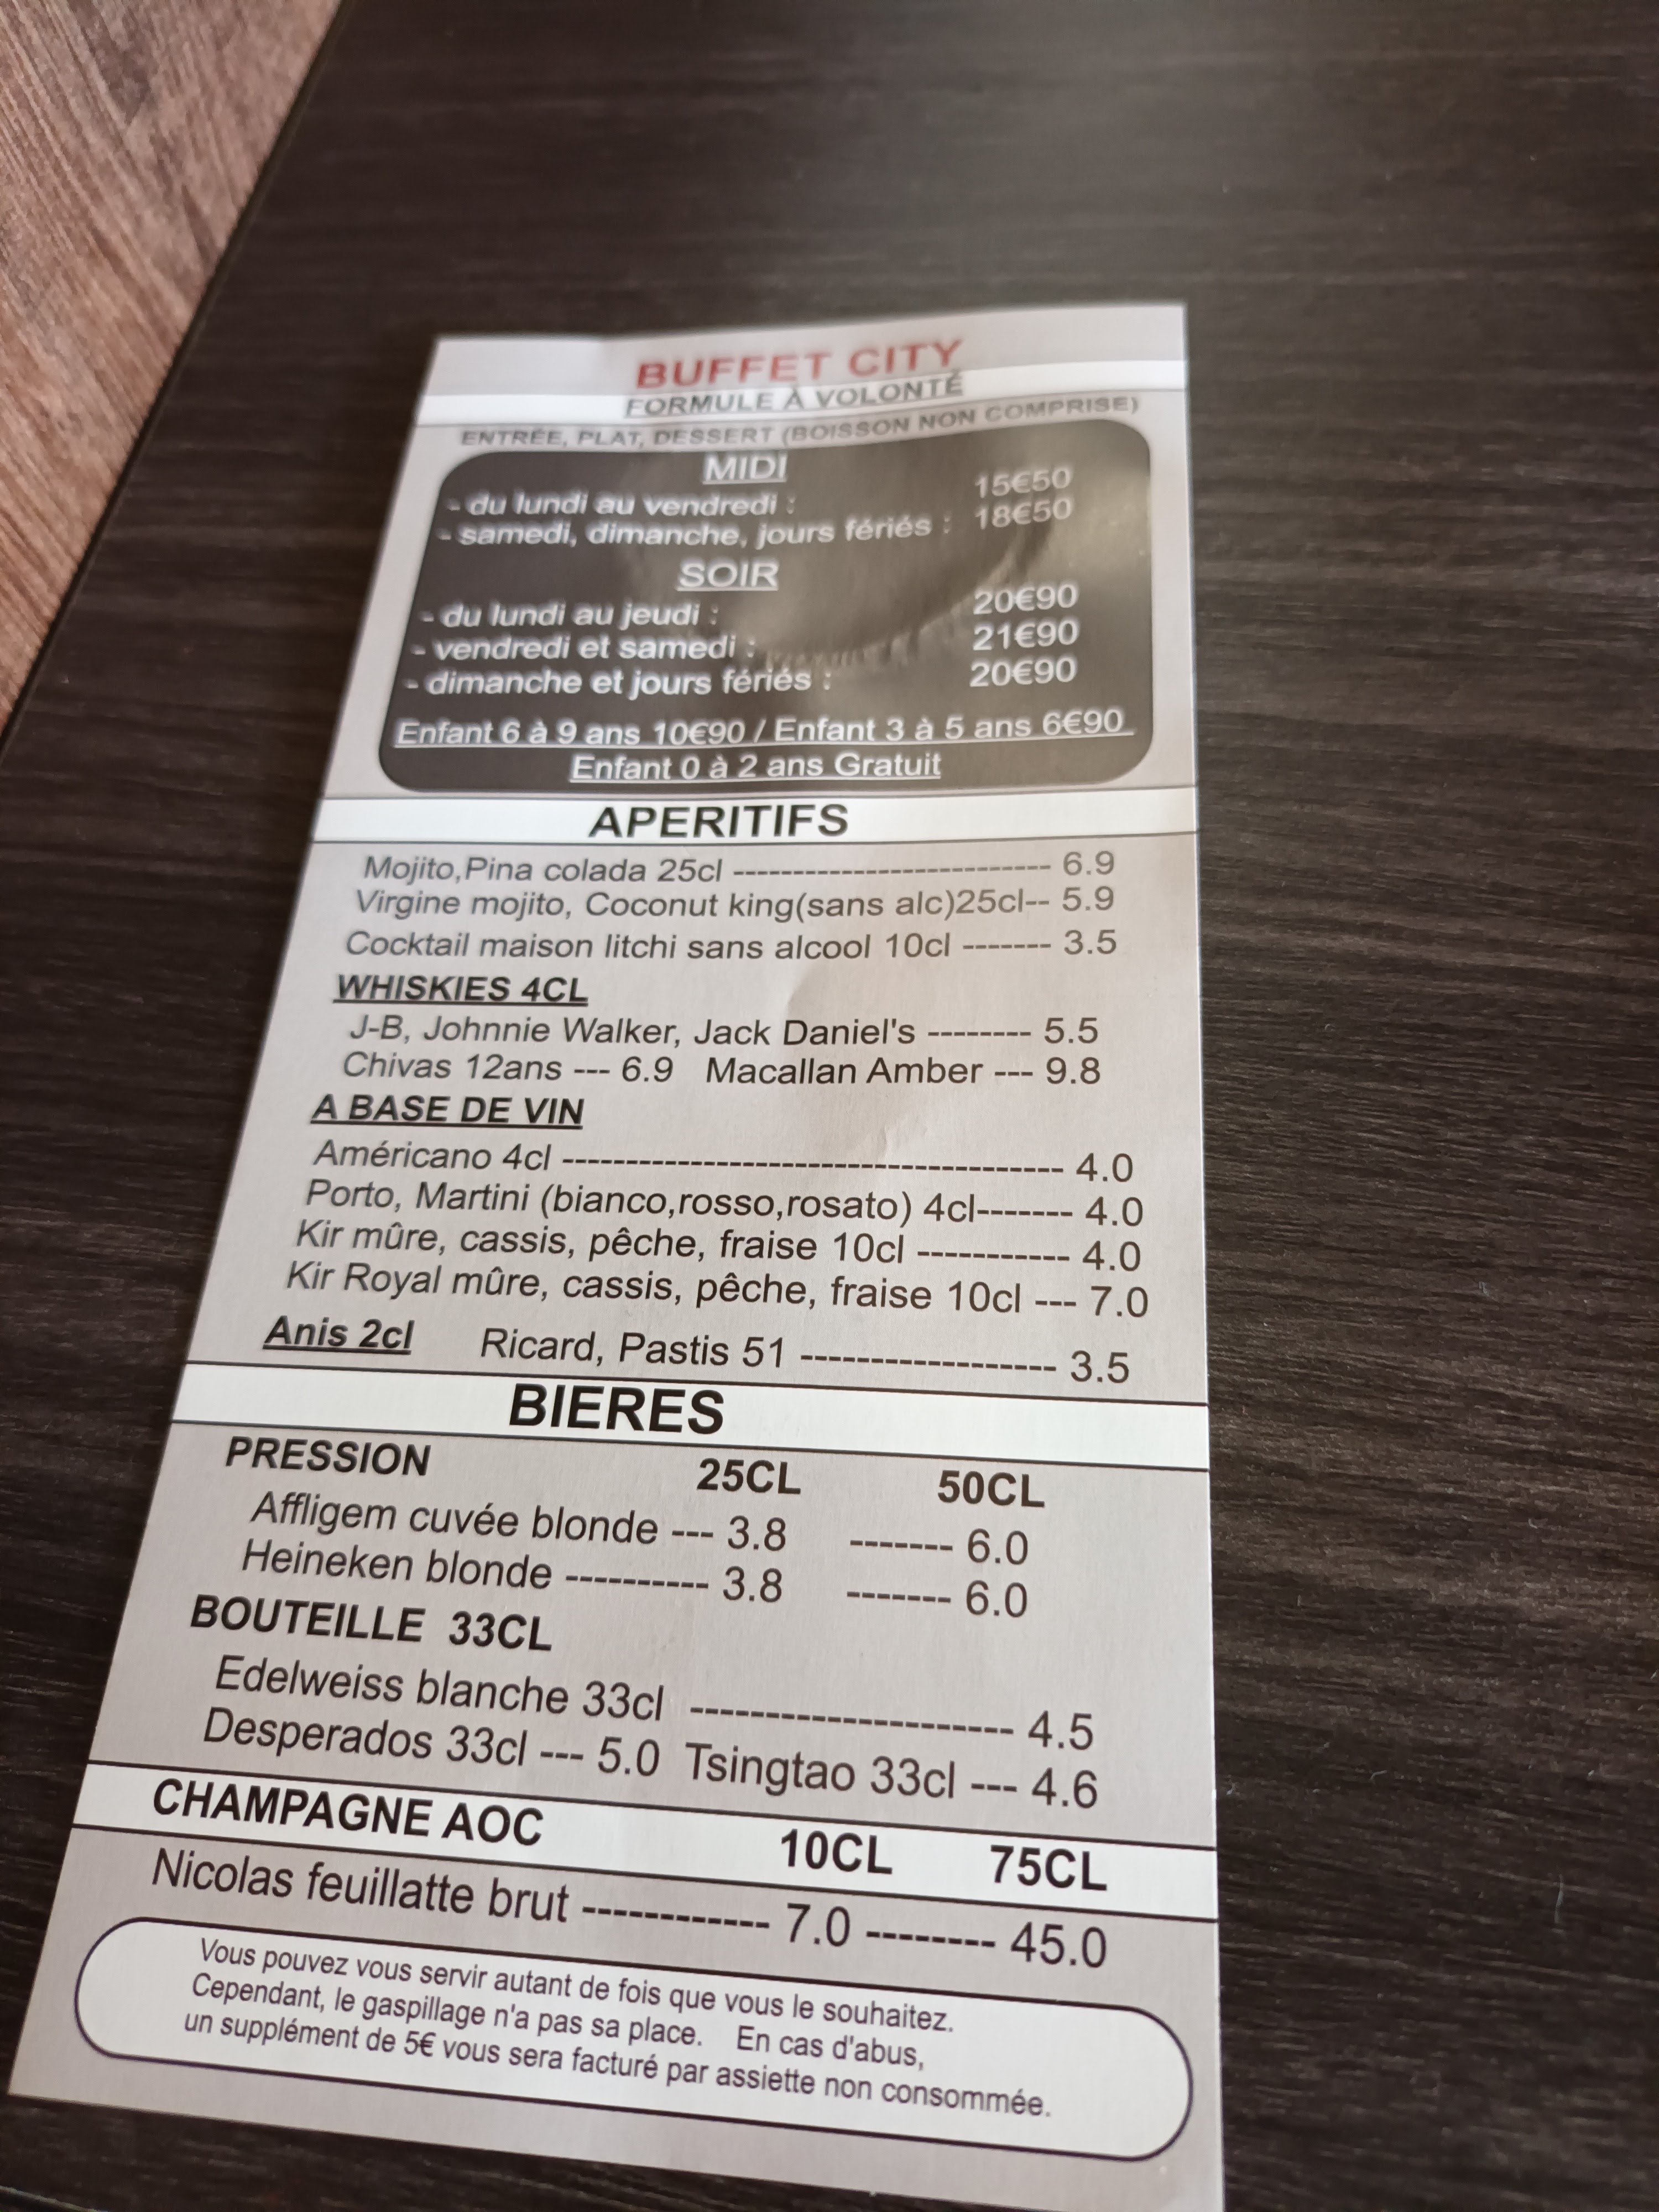 BUFFET CITY
FORMULE À VOLONTÉ
ENTRÉE, PLAT, DESSERT (BOISSON NON COMPRISE)
MIDI
- du lundi au vendredi : 15€50
- samedi, dimanche, jours fériés : 18€50
SOIR
- du lundi au jeudi : 20€90
- vendredi et samedi : 21€90
- dimanche et jours fériés : 20€90
Enfant 6 à 9 ans 10€90 / Enfant 3 à 5 ans 6€90
Enfant 0 à 2 ans Gratuit
APERITIFS
Mojito,Pina colada 25cl -------------------------- 6.9
Virgine mojito, Coconut king(sans alc)25cl-- 5.9
Cocktail maison litchi sans alcool 10cl ------- 3.5
WHISKIES 4CL
J-B, Johnnie Walker, Jack Daniel's -------- 5.5
Chivas 12ans --- 6.9 Macallan Amber --- 9.8
A BASE DE VIN
Américano 4cl --------------------------------------- 4.0
Porto, Martini (bianco,rosso,rosato) 4cl------- 4.0
Kir mûre, cassis, pêche, fraise 10cl ----------- 4.0
Kir Royal mûre, cassis, pêche, fraise 10cl --- 7.0
Anis 2cl Ricard, Pastis 51 ------------------ 3.5
BIERES
PRESSION 25CL 50CL
Affligem cuvée blonde --- 3.8 ------- 6.0
Heineken blonde ---------- 3.8 ------- 6.0
BOUTEILLE 33CL
Edelweiss blanche 33cl --------------------- 4.5
Desperados 33cl --- 5.0 Tsingtao 33cl --- 4.6
CHAMPAGNE AOC 10CL 75CL
Nicolas feuillatte brut ------------ 7.0 -------- 45.0
Vous pouvez vous servir autant de fois que vous le souhaitez.
Cependant, le gaspillage n'a pas sa place. En cas d'abus,
un supplément de 5€ vous sera facturé par assiette non consommée.